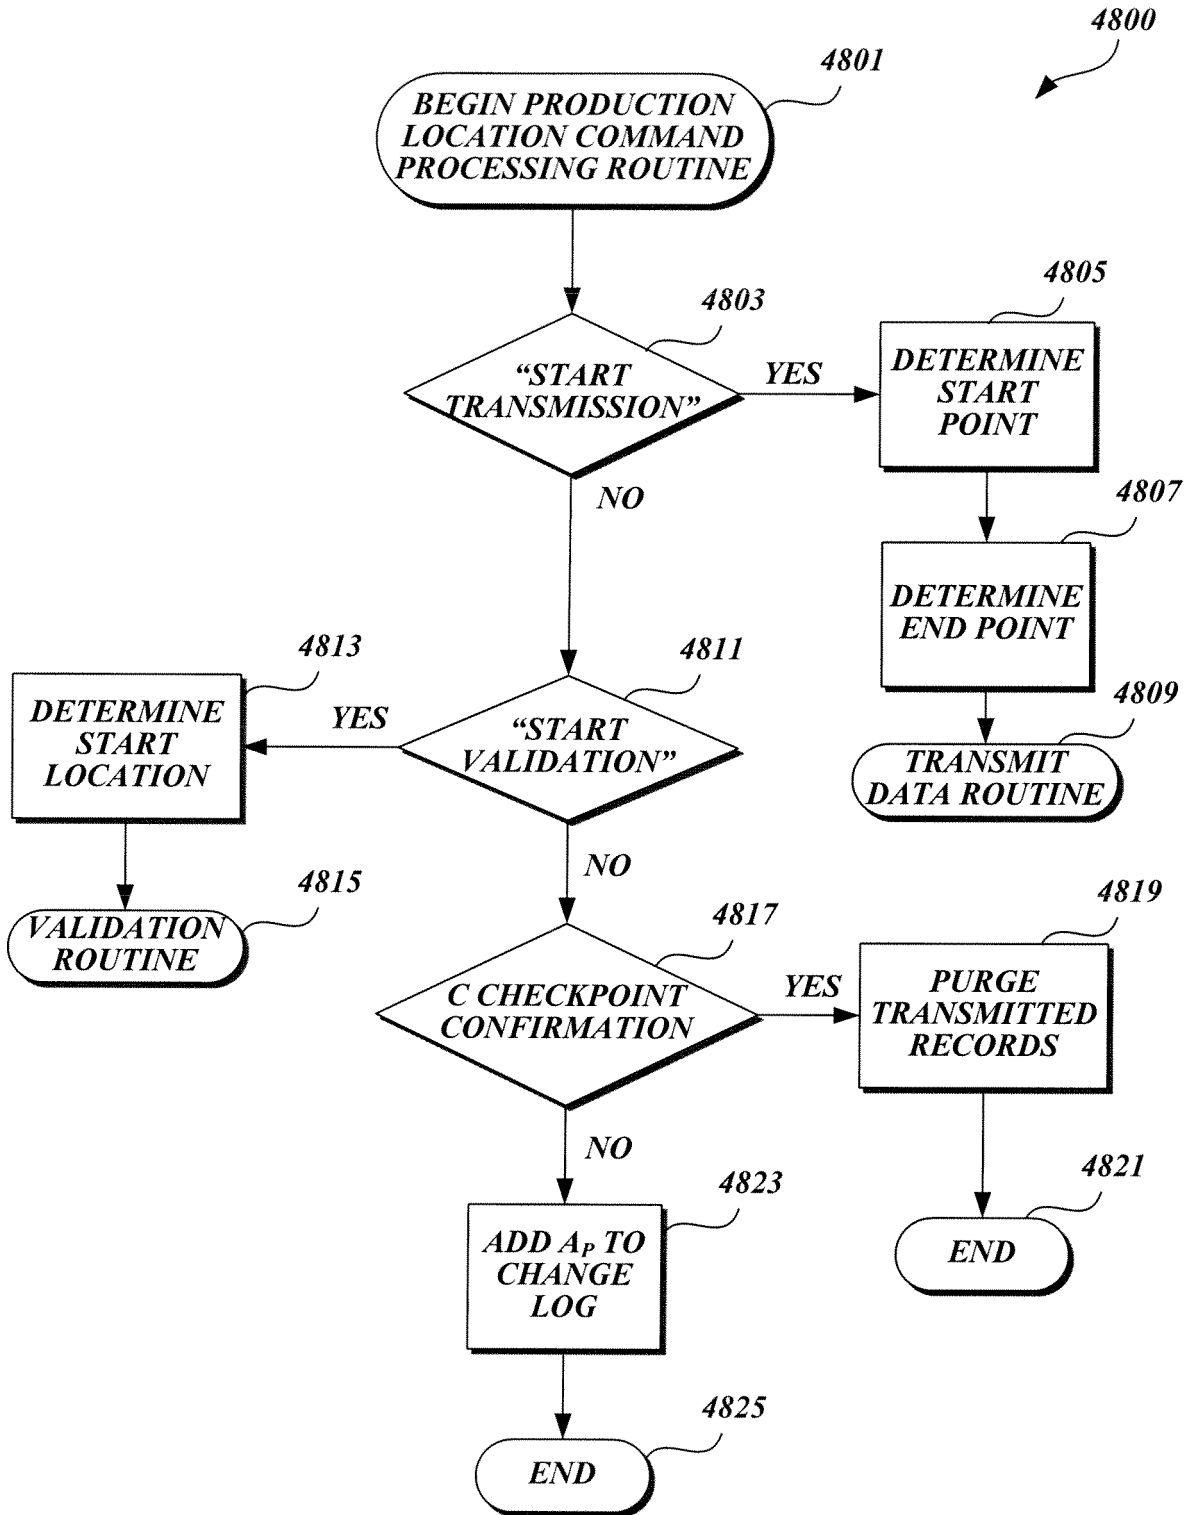 4800
4801
BEGIN PRODUCTION
LOCATION COMMAND
PROCESSING ROUTINE
4803
"START
TRANSMISSION"
YES
NO
4805
DETERMINE
START
POINT
4807
DETERMINE
END POINT
4809
TRANSMIT
DATA ROUTINE
4811
"START
VALIDATION"
YES
NO
4813
DETERMINE
START
LOCATION
4815
VALIDATION
ROUTINE
4817
C CHECKPOINT
CONFIRMATION
YES
NO
4819
PURGE
TRANSMITTED
RECORDS
4821
END
4823
ADD AP TO
CHANGE
LOG
4825
END